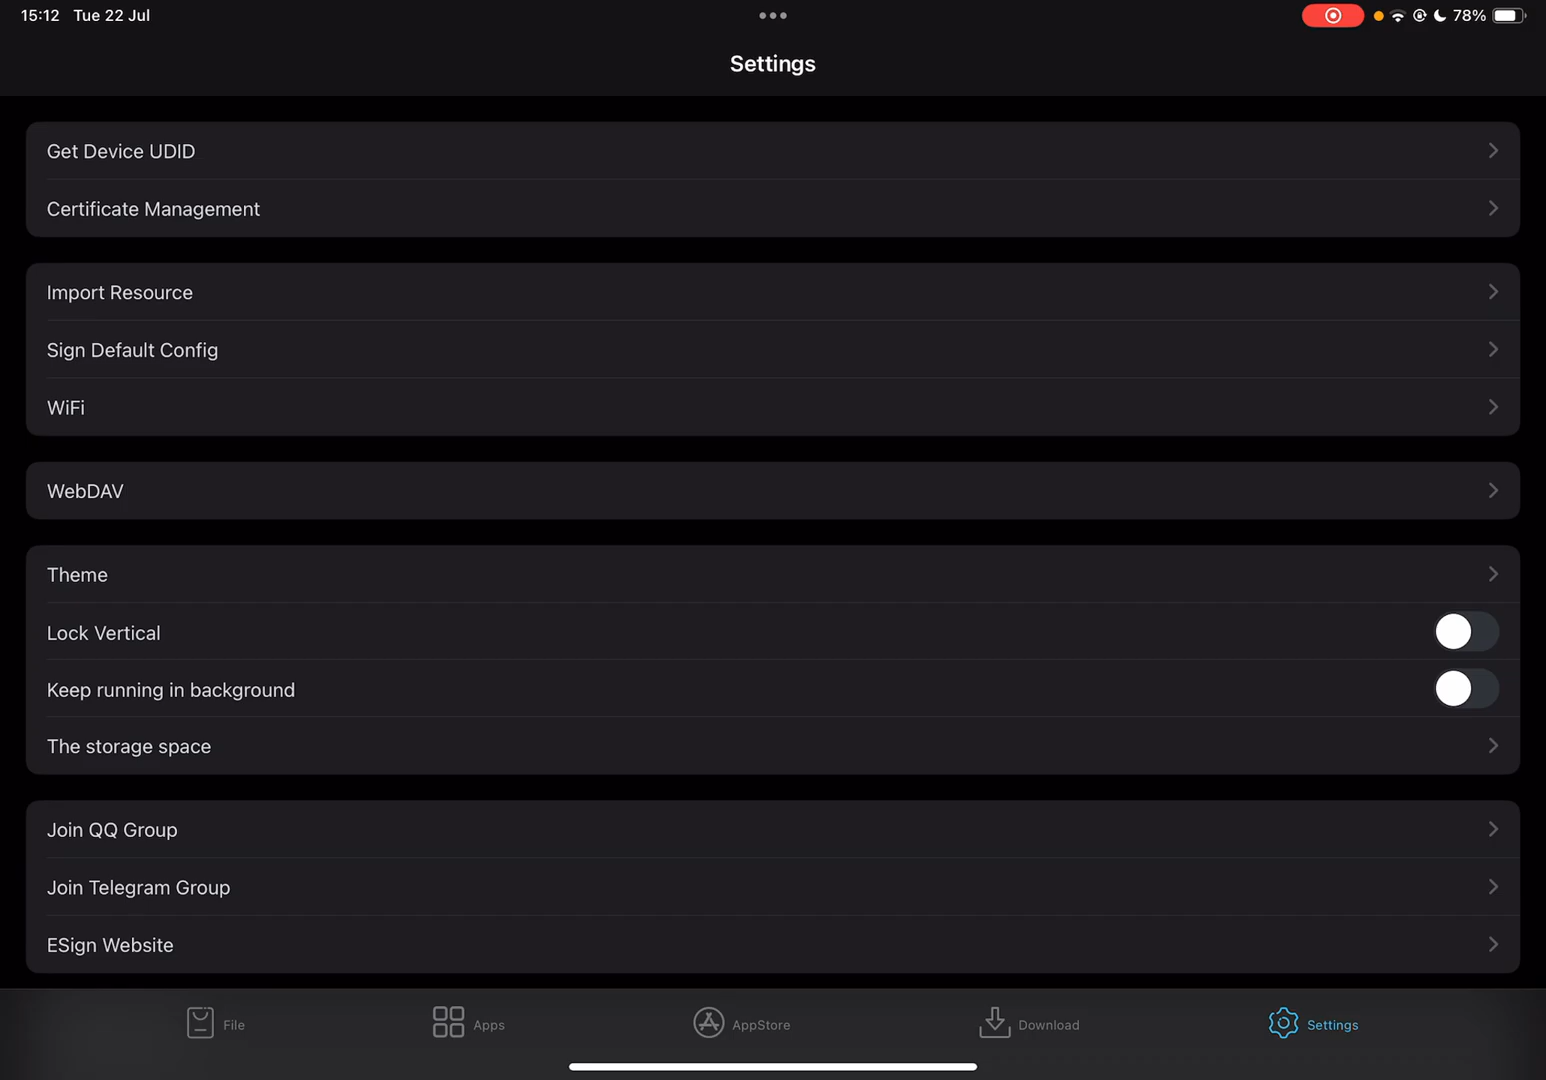 15:12 Tue 22 Jul
78%
Settings
Get Device UDID
Certificate Management
Import Resource
Sign Default Config
WiFi
WebDAV
Theme
Lock Vertical
Keep running in background
The storage space
Join QQ Group
Join Telegram Group
ESign Website
File
Apps
AppStore
Download
Settings